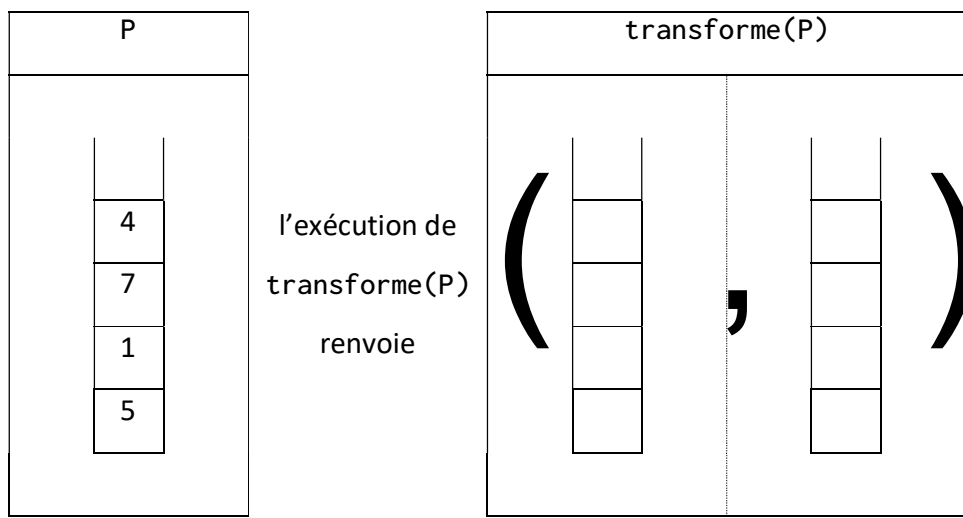 P
transforme(P)
4
7
1
5
l’exécution de
transforme(P)
renvoie
( , )